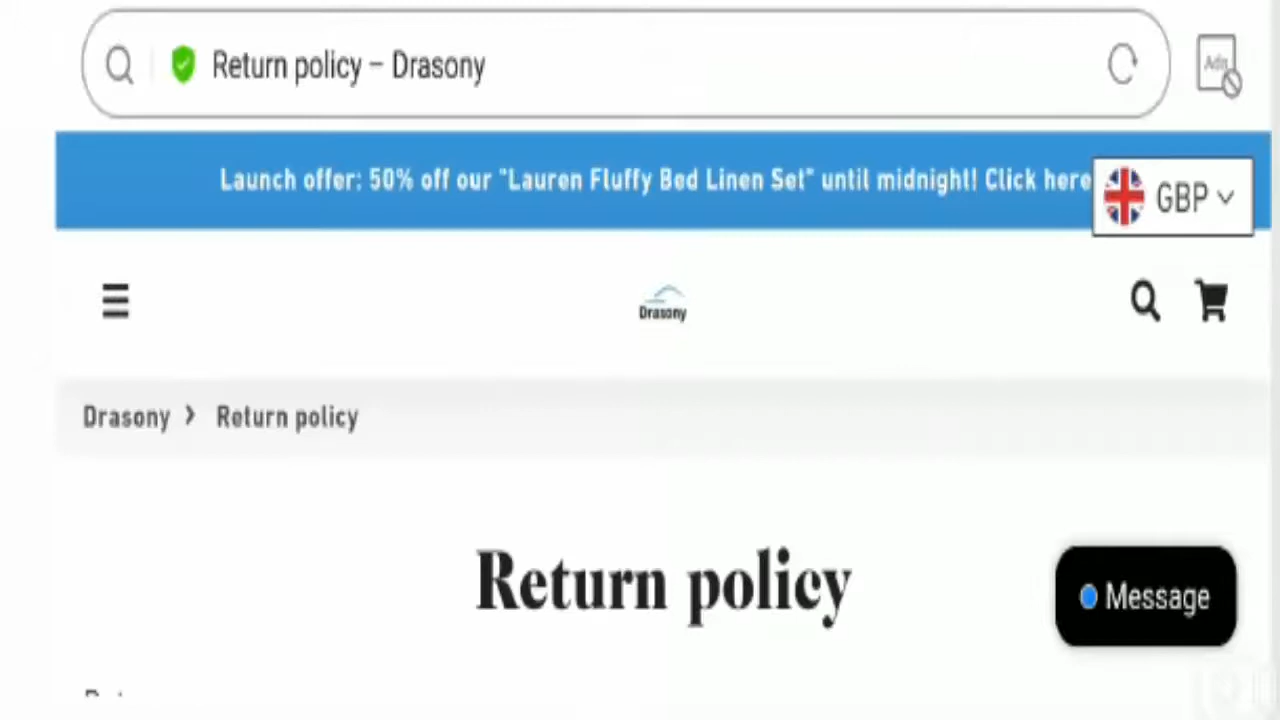 Return policy – Drasony
Launch offer: 50% off our "Lauren Fluffy Bed Linen Set" until midnight! Click here
GBP
Drasony
Drasony > Return policy
Return policy
Message